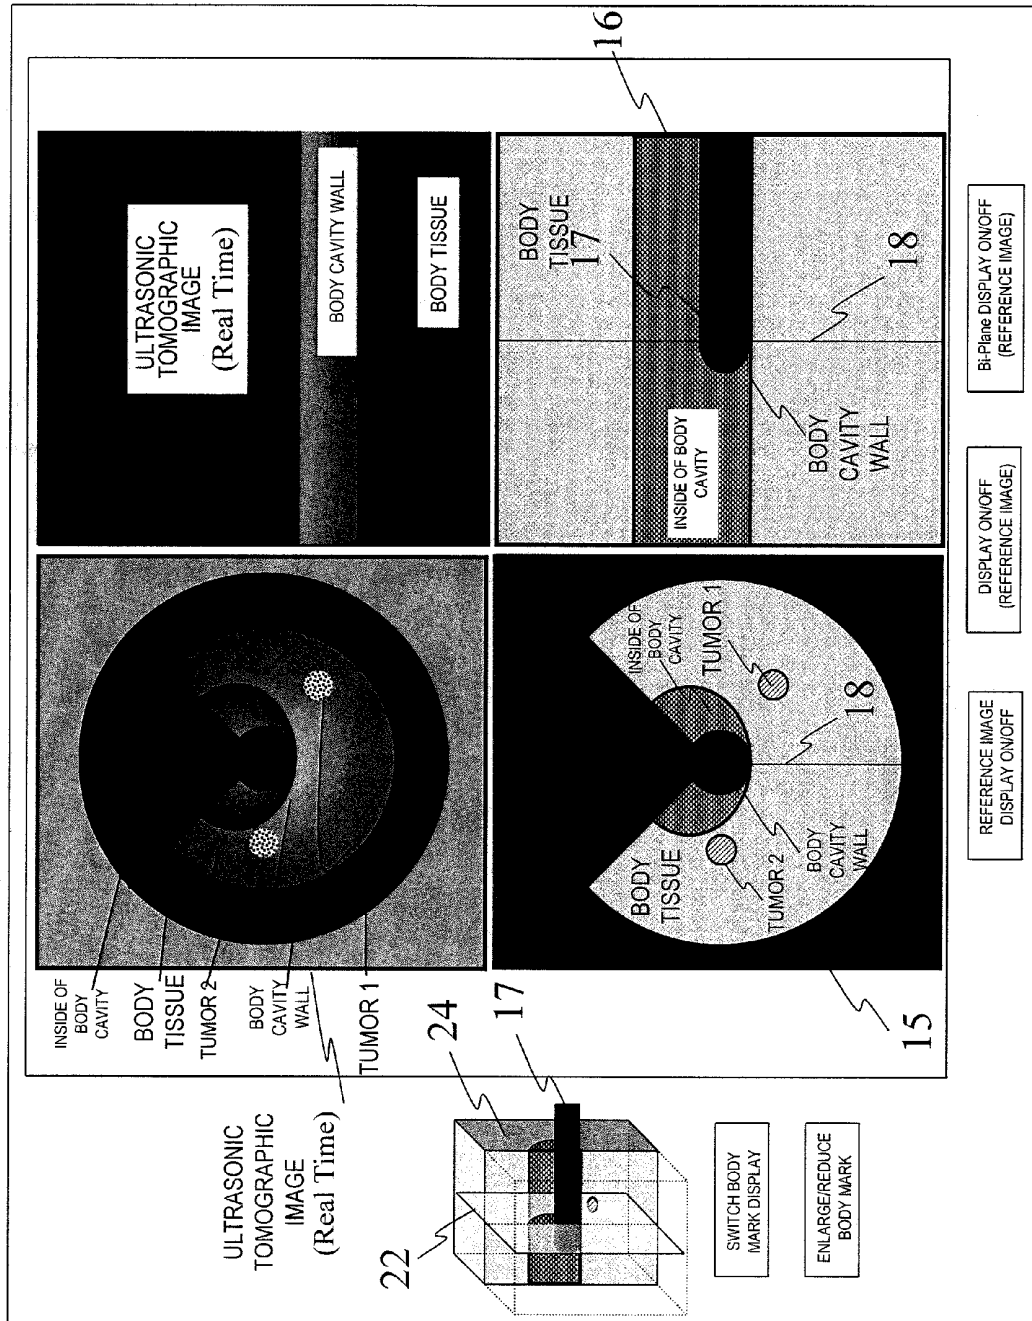 ULTRASONIC
TOMOGRAPHIC
IMAGE
(Real Time)
INSIDE OF
BODY
CAVITY
BODY
TISSUE
TUMOR 2
BODY
CAVITY
WALL
TUMOR 1
ULTRASONIC
TOMOGRAPHIC
IMAGE
(Real Time)
BODY CAVITY WALL
BODY TISSUE
22
24
17
SWITCH BODY
MARK DISPLAY
ENLARGE/REDUCE
BODY MARK
15
BODY
TISSUE
TUMOR 2
BODY
CAVITY
WALL
INSIDE OF
BODY
CAVITY
TUMOR 1
18
INSIDE OF BODY
CAVITY
BODY
TISSUE
17
BODY
CAVITY
WALL
18
16
REFERENCE IMAGE
DISPLAY ON/OFF
DISPLAY ON/OFF
(REFERENCE IMAGE)
Bi-Plane DISPLAY ON/OFF
(REFERENCE IMAGE)